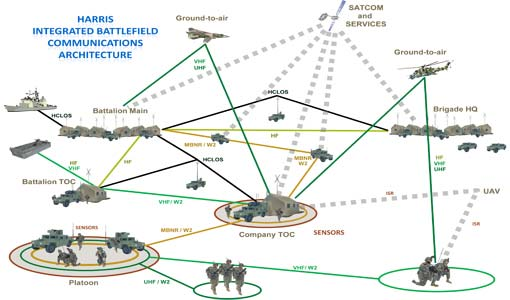 HARRIS
INTEGRATED BATTLEFIELD
COMMUNICATIONS
ARCHITECTURE
Ground-to-air
SATCOM
and
SERVICES
Ground-to-air
VHF
UHF
HCLOS
HCLOS
Battalion Main
Brigade HQ
HF
MBNR / W2
HF
VHF
HF
HCLOS
MBNR
W2
HF
VHF
UHF
Battalion TOC
ISR
UAV
VHF/ W2
ISR
SENSORS
MBNR / W2
Company TOC
SENSORS
Platoon
VHF/ W2
UHF / W2